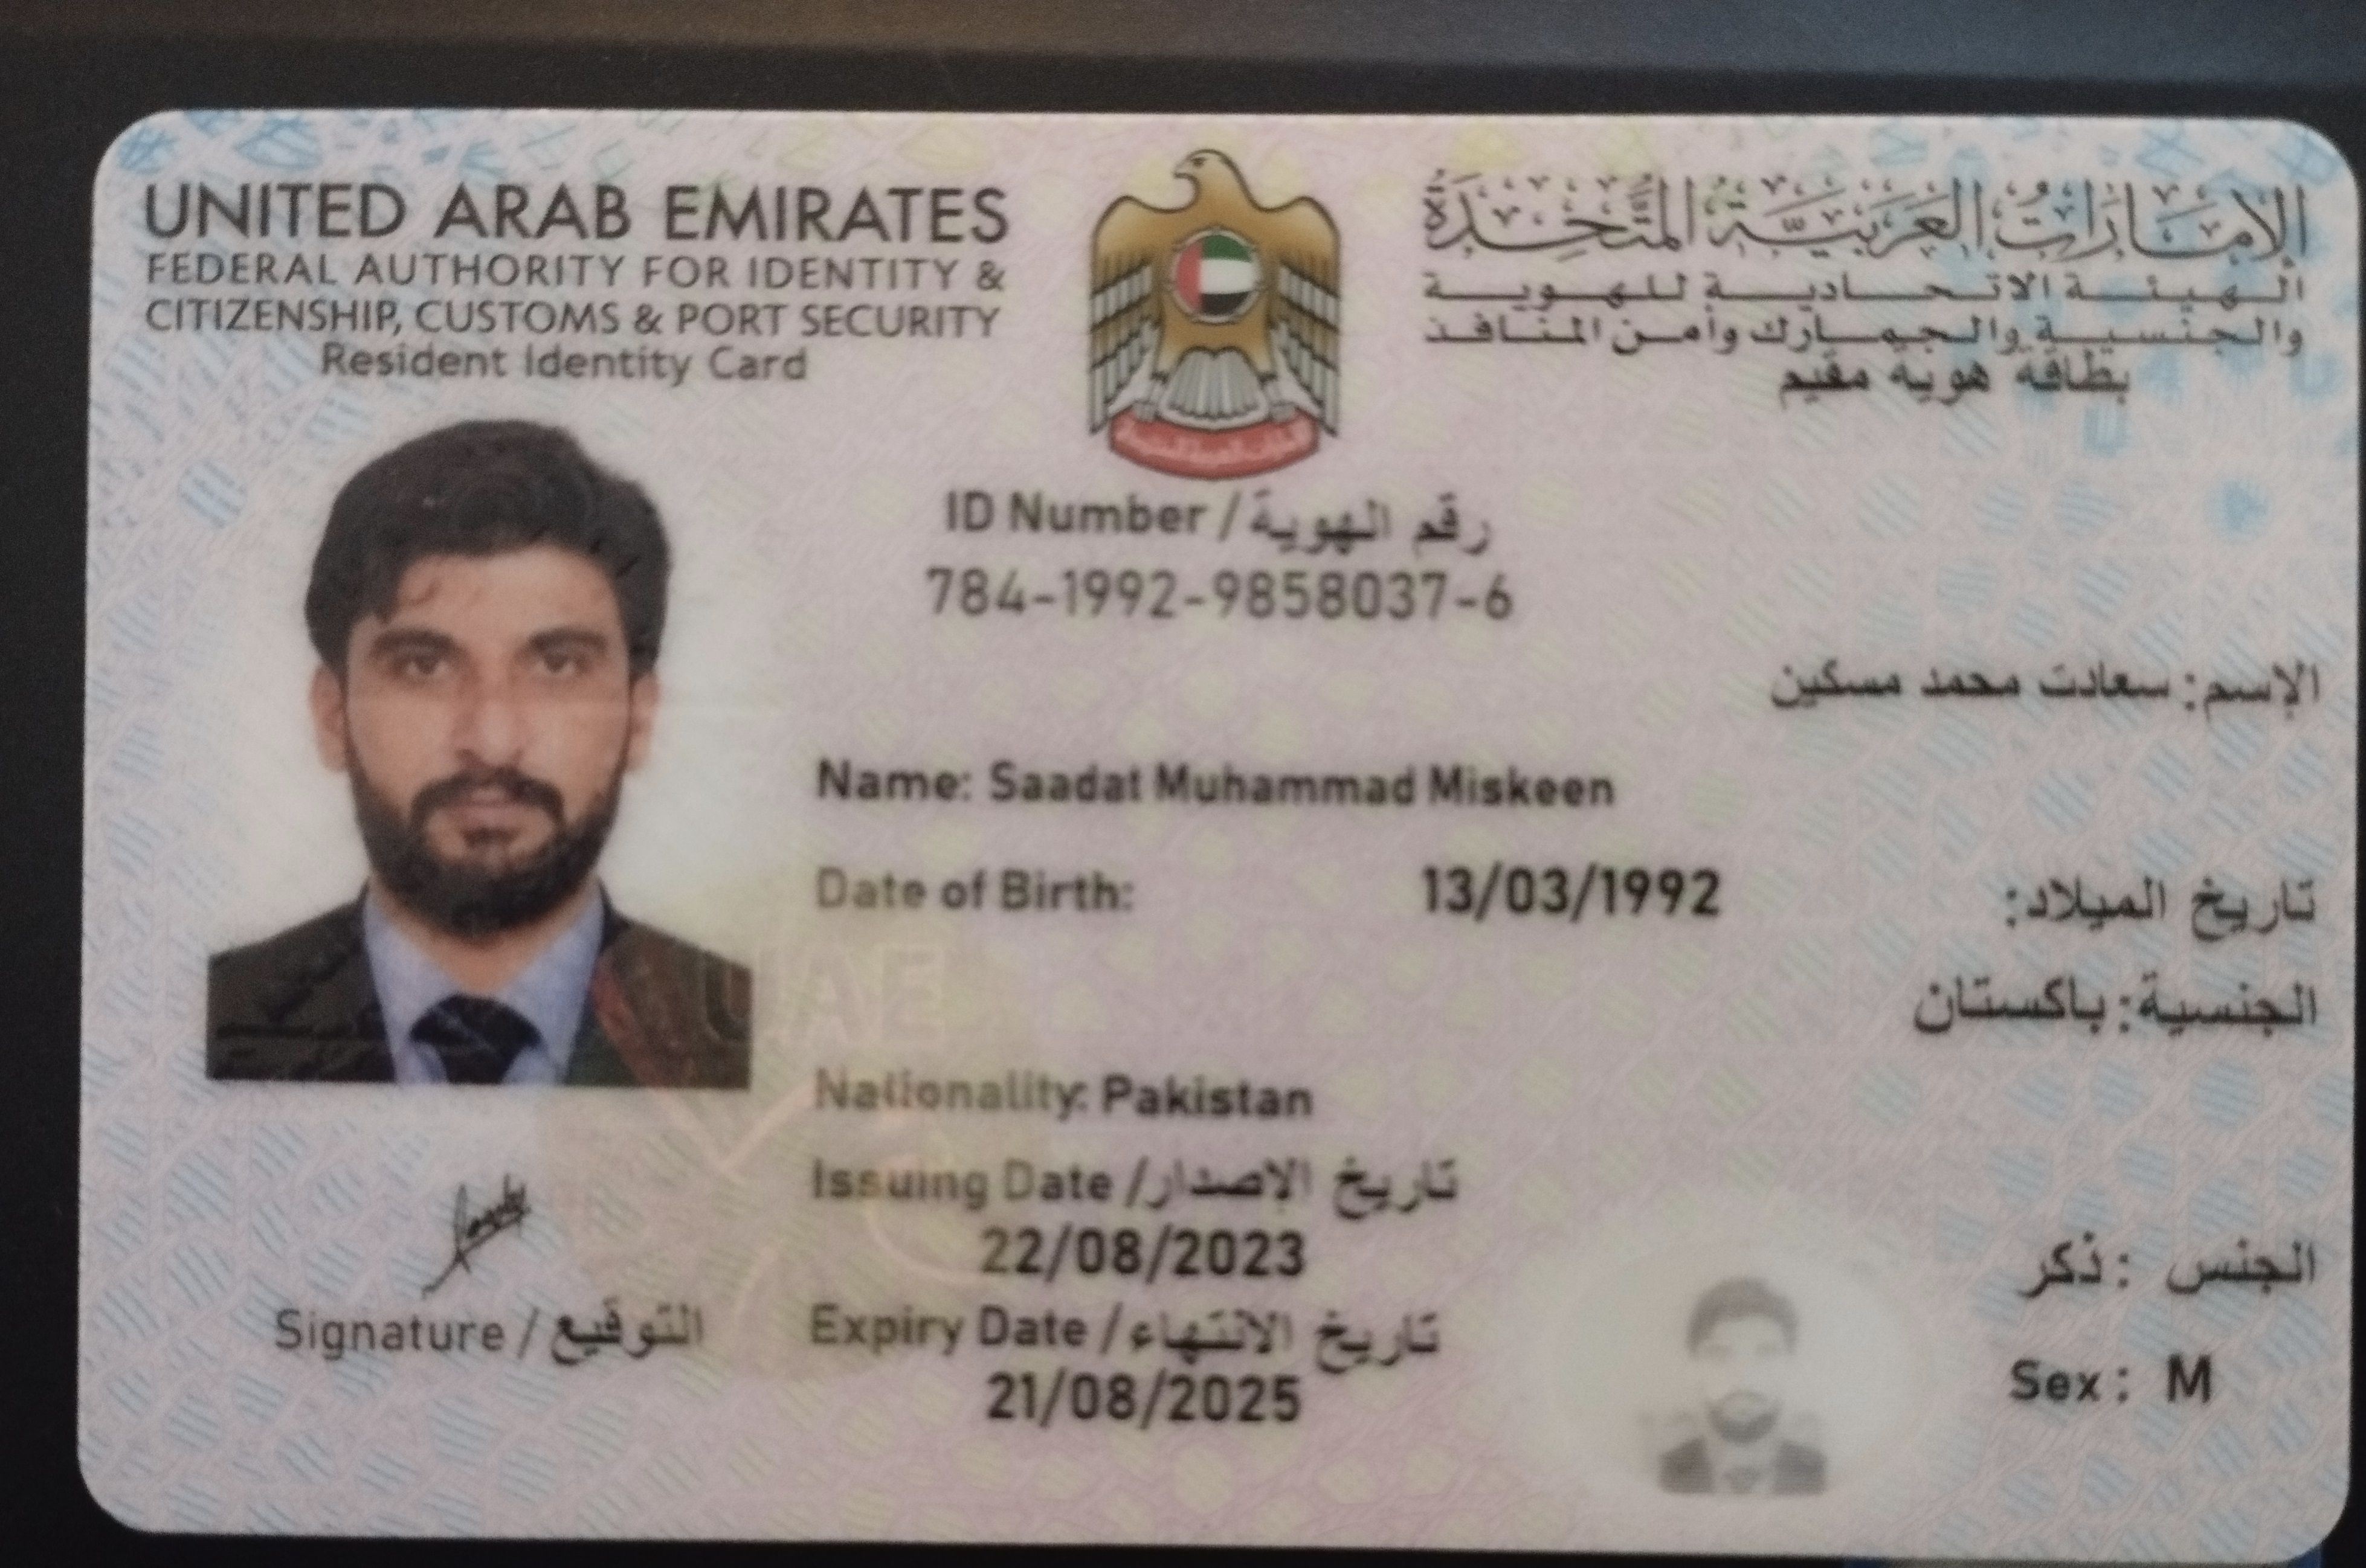 UNITED ARAB EMIRATES
FEDERAL AUTHORITY FOR IDENTITY &
CITIZENSHIP, CUSTOMS & PORT SECURITY
Resident Identity Card
الإمارات العربية المتحدة
الهيئة الاتحادية للهوية
والجنسية والجمارك وأمن المنافذ
بطاقة هوية مقيم
ID Number / رقم الهوية
784-1992-9858037-6
الإسم: سعادت محمد مسكين
Name: Saadat Muhammad Miskeen
Date of Birth: 13/03/1992 تاريخ الميلاد:
الجنسية: باكستان
UAE
Nationality: Pakistan
Issuing Date / تاريخ الإصدار
22/08/2023
Expiry Date / تاريخ الانتهاء
21/08/2025
الجنس : ذكر
Sex: M
Signature / التوقيع